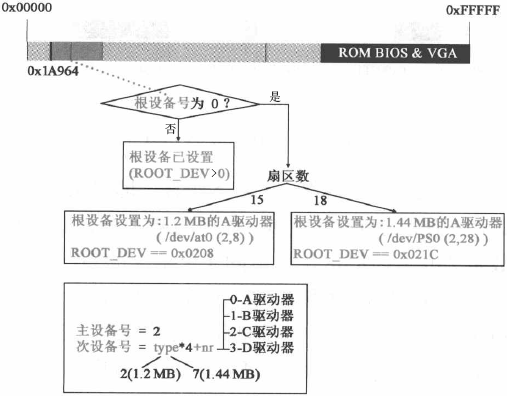 0x00000
0xFFFFF
ROM BIOS & VGA
0x1A964
根设备号为 0？
是
否
根设备已设置
(ROOT_DEV>0)
扇区数
15
18
根设备设置为:1.2 MB的A驱动器
( /dev/at0 (2,8) )
ROOT_DEV == 0x0208
根设备设置为:1.44 MB的A驱动器
( /dev/PS0 (2,28) )
ROOT_DEV == 0x021C
0-A驱动器
1-B驱动器
主设备号 = 2
2-C驱动器
次设备号 = type*4+nr
3-D驱动器
2(1.2 MB)
7(1.44 MB)